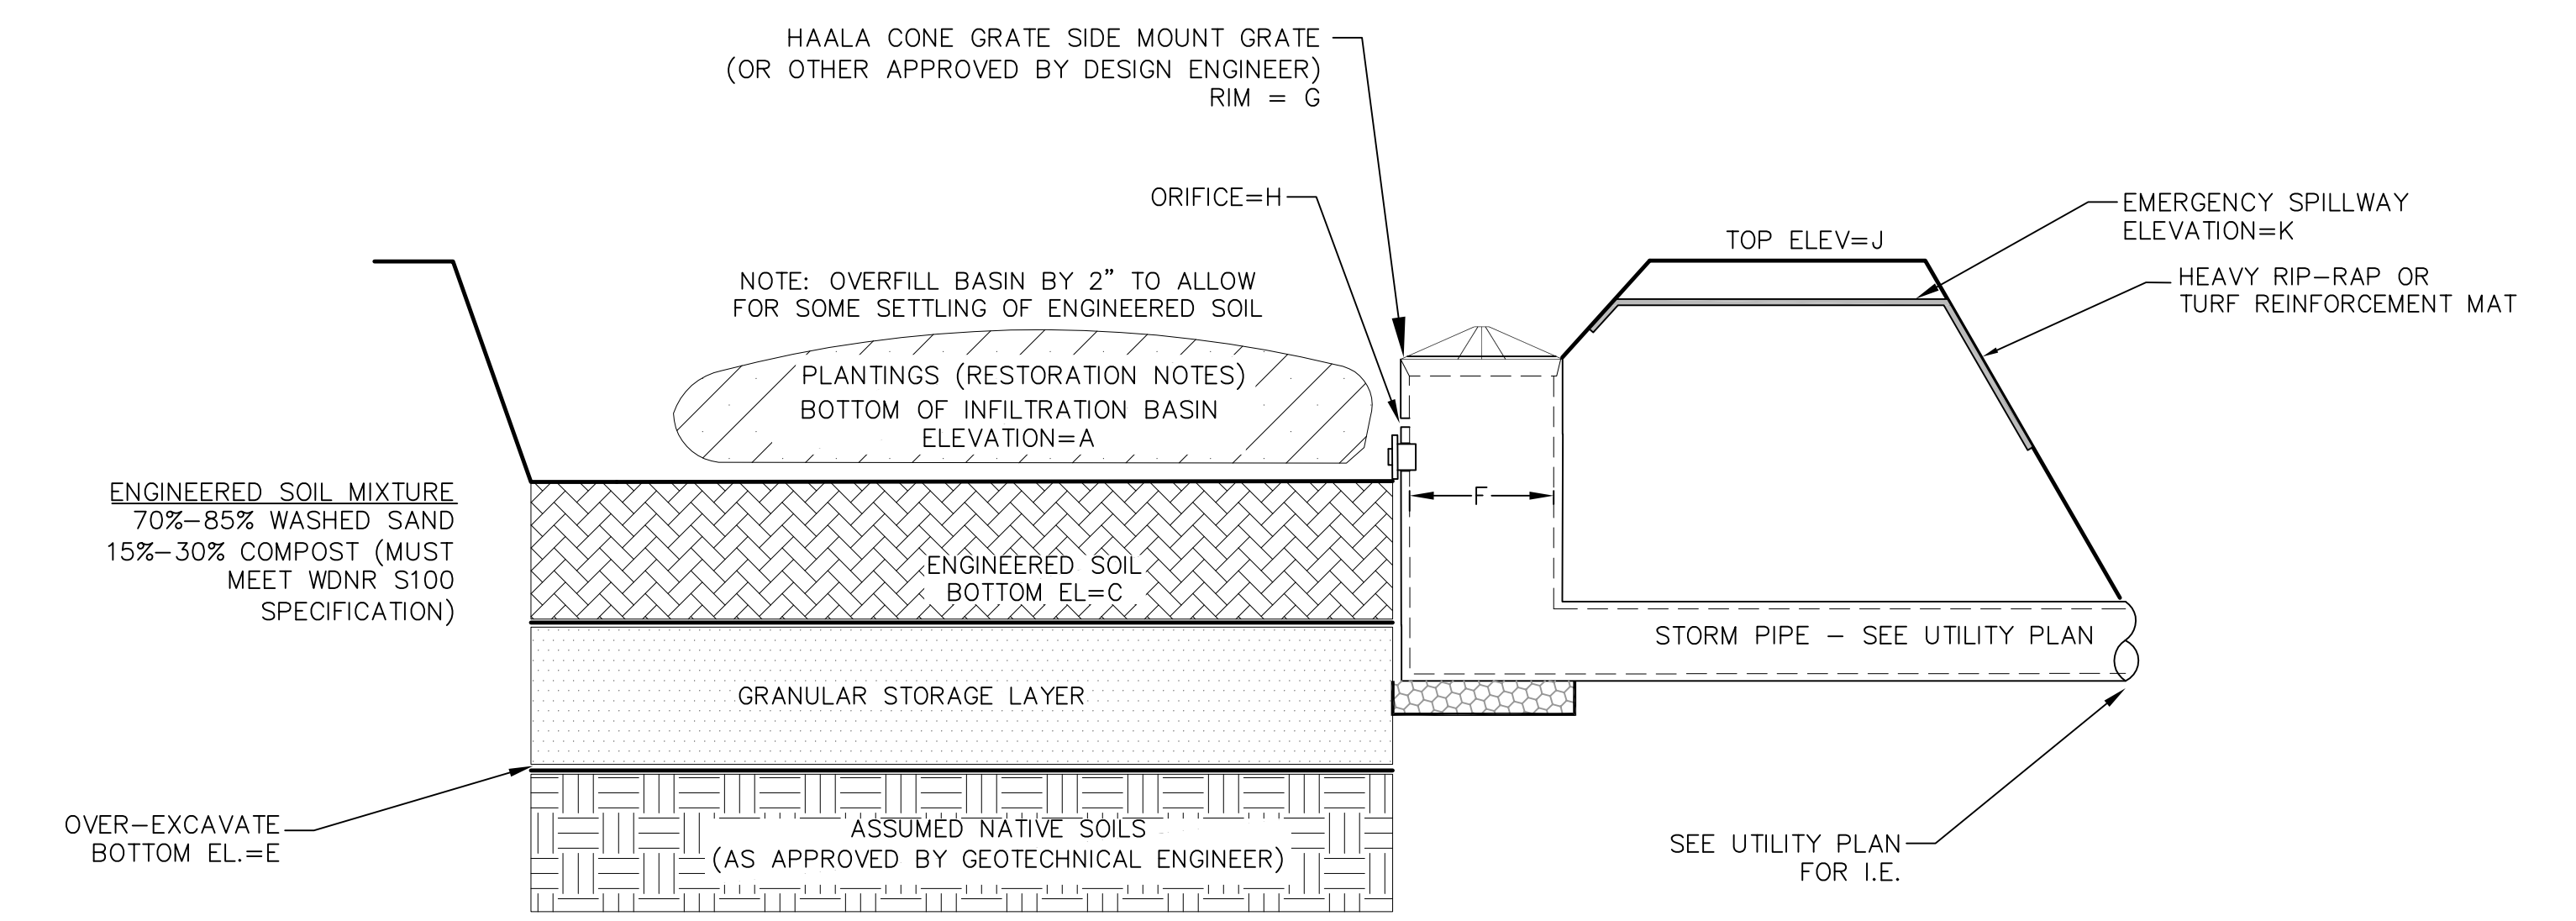 HAALA CONE GRATE SIDE MOUNT GRATE
(OR OTHER APPROVED BY DESIGN ENGINEER)
RIM = G
ORIFICE=H
EMERGENCY SPILLWAY
ELEVATION=K
TOP ELEV=J
HEAVY RIP-RAP OR
TURF REINFORCEMENT MAT
NOTE: OVERFILL BASIN BY 2” TO ALLOW
FOR SOME SETTLING OF ENGINEERED SOIL
PLANTINGS (RESTORATION NOTES)
BOTTOM OF INFILTRATION BASIN
ELEVATION=A
ENGINEERED SOIL MIXTURE
70%-85% WASHED SAND
15%-30% COMPOST (MUST
MEET WDNR S100
SPECIFICATION)
F
ENGINEERED SOIL
BOTTOM EL=C
STORM PIPE - SEE UTILITY PLAN
GRANULAR STORAGE LAYER
OVER-EXCAVATE
BOTTOM EL.=E
ASSUMED NATIVE SOILS
(AS APPROVED BY GEOTECHNICAL ENGINEER)
SEE UTILITY PLAN
FOR I.E.